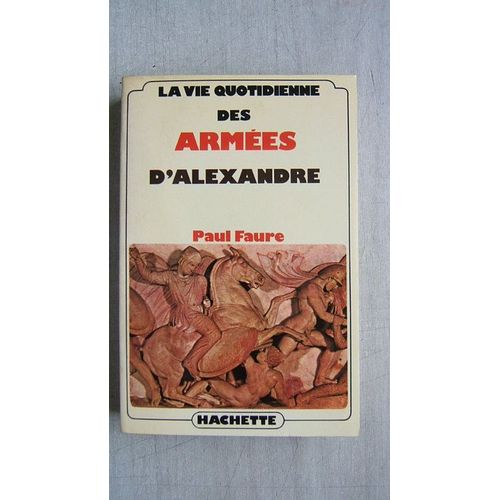 LA VIE QUOTIDIENNE
DES
ARMÉES
D'ALEXANDRE
Paul Faure
HACHETTE